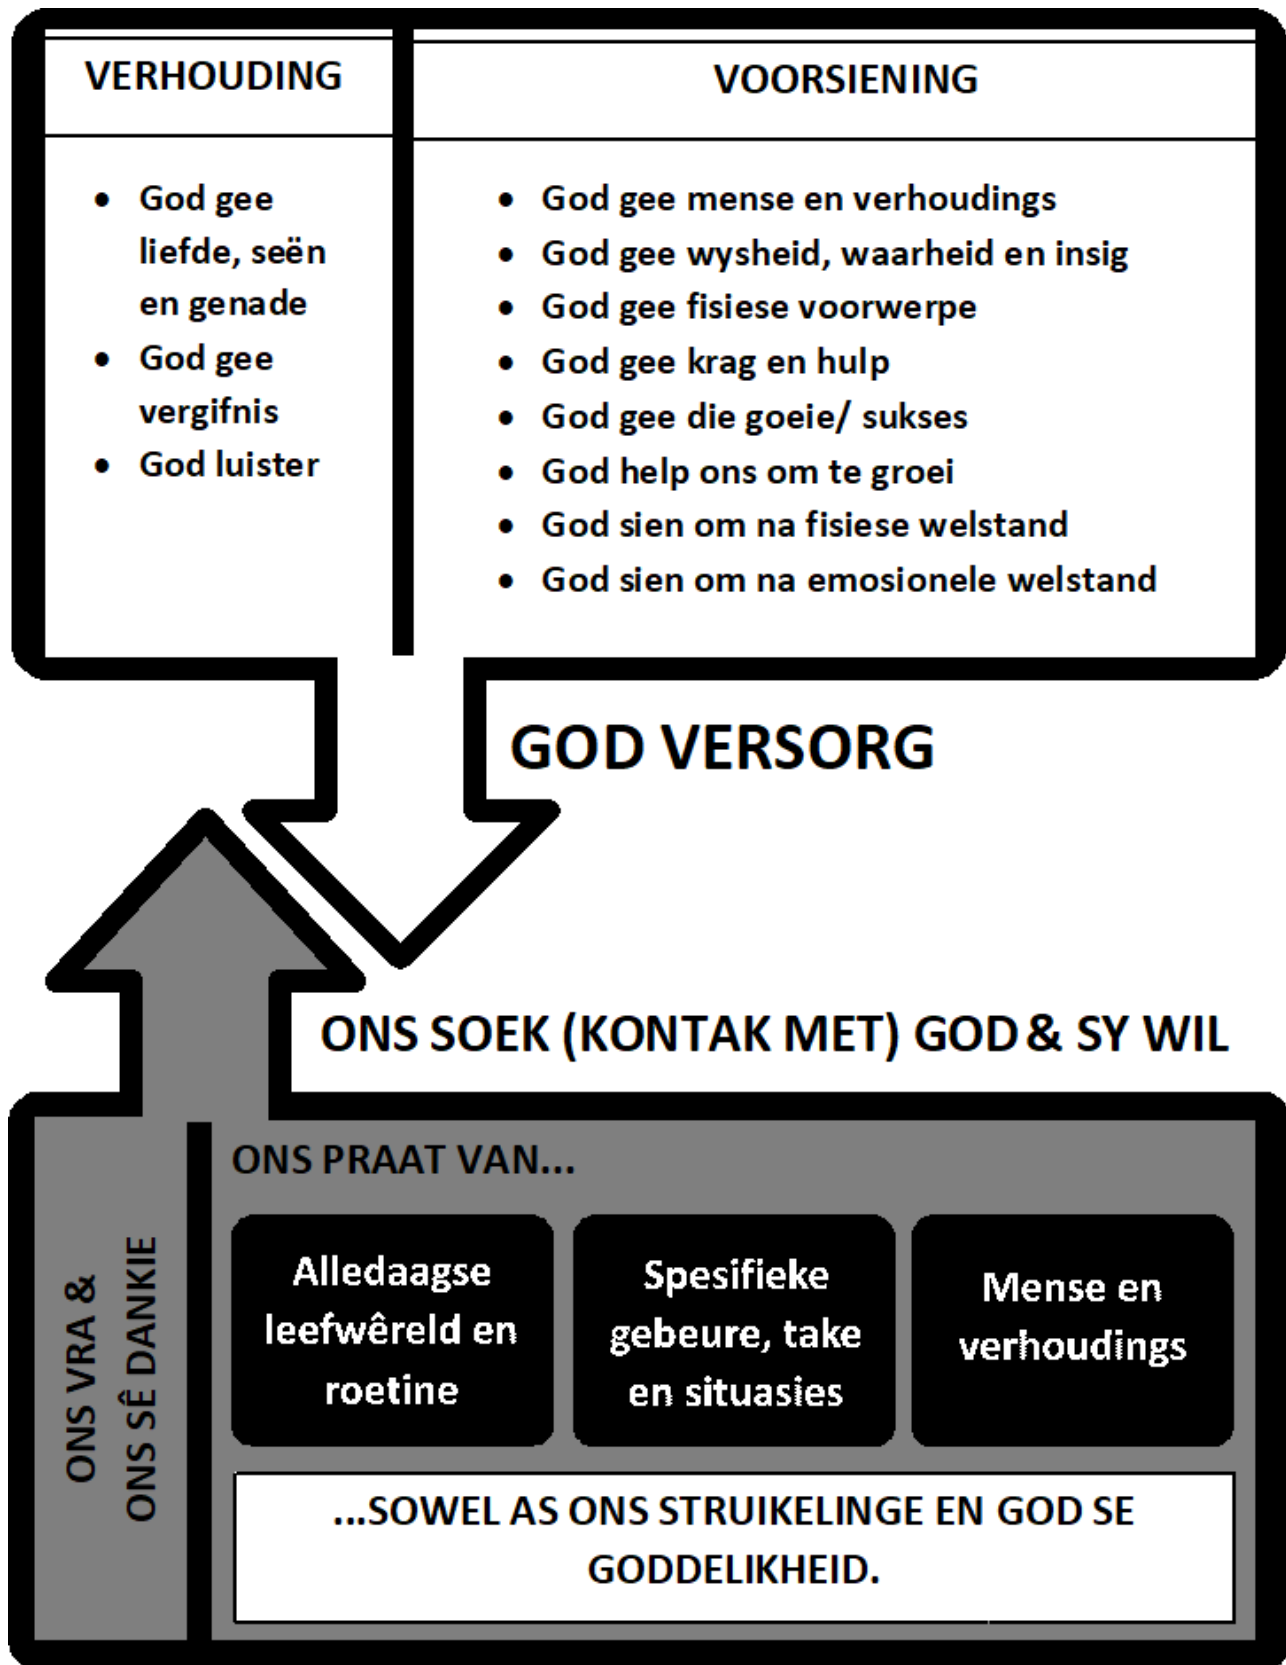 VERHOUDING
• God gee
liefde, seën
en genade
• God gee
vergifnis
• God luister
VOORSIENING
• God gee mense en verhoudings
• God gee wysheid, waarheid en insig
• God gee fisiese voorwerpe
• God gee krag en hulp
• God gee die goeie/ sukses
• God help ons om te groei
• God sien om na fisiese welstand
• God sien om na emosionele welstand
GOD VERSORG
ONS SOEK (KONTAK MET) GOD & SY WIL
ONS VRA &
ONS SÊ DANKIE
ONS PRAAT VAN...
Alledaagse
leefwêreld en
roetine
Spesifieke
gebeure, take
en situasies
Mense en
verhoudings
...SOWEL AS ONS STRUIKELINGE EN GOD SE
GODDELIKHEID.